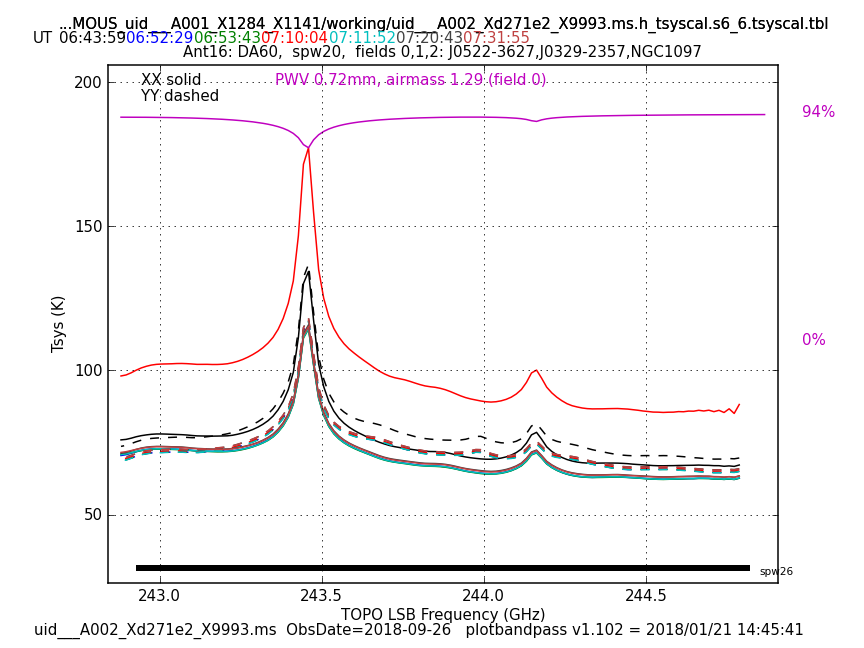 ...MOUS_uid___A001_X1284_X1141/working/uid___A002_Xd271e2_X9993.ms.h_tsyscal.s6_6.tsyscal.tbl
UT 06:43:59 06:52:29 06:53:43 07:10:04 07:11:52 07:20:43 07:31:55
Ant16: DA60,  spw20,  fields 0,1,2: J0522-3627,J0329-2357,NGC1097
XX solid
YY dashed
PWV 0.72mm, airmass 1.29 (field 0)
94%
0%
200
150
100
50
Tsys (K)
spw26
243.0 243.5 244.0 244.5
TOPO LSB Frequency (GHz)
uid___A002_Xd271e2_X9993.ms  ObsDate=2018-09-26   plotbandpass v1.102 = 2018/01/21 14:45:41